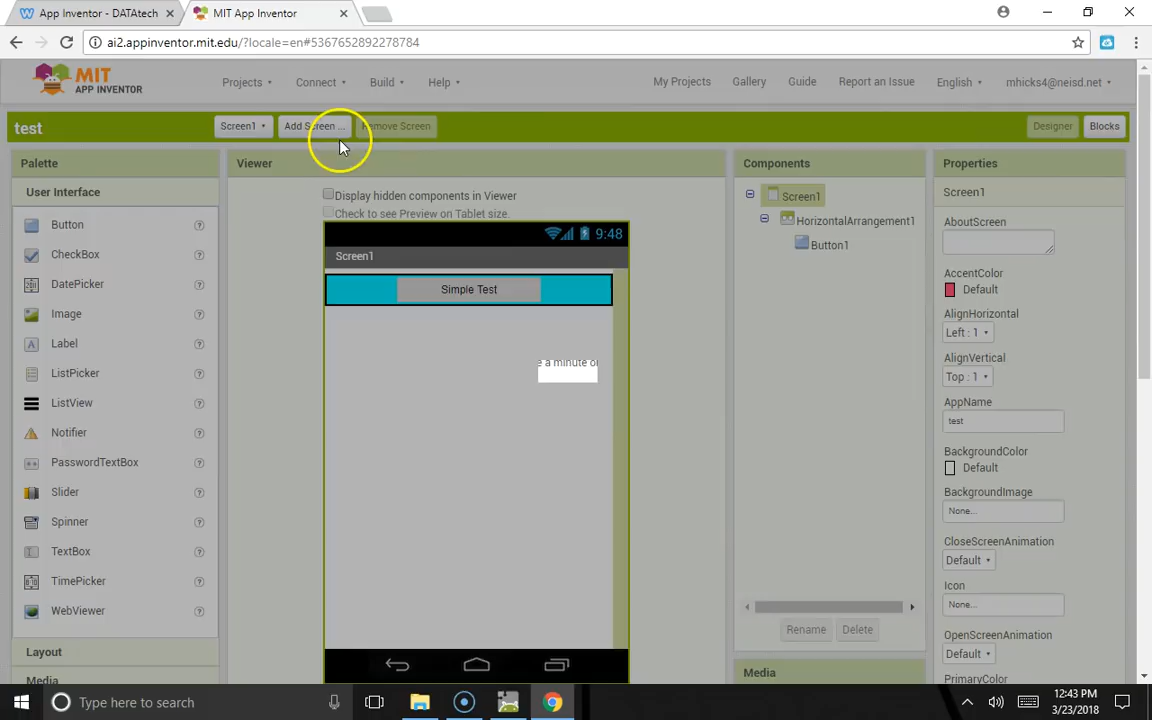 App Inventor - DATAtech
MIT App Inventor
ai2.appinventor.mit.edu/?locale=en#5367652892278784
MIT
APP INVENTOR
Projects
Connect
Build
Help
My Projects
Gallery
Guide
Report an Issue
English
mhicks4@neisd.net
test
Screen1
Add Screen ...
Remove Screen
Designer
Blocks
Palette
User Interface
Button
CheckBox
DatePicker
Image
Label
ListPicker
ListView
Notifier
PasswordTextBox
Slider
Spinner
TextBox
TimePicker
WebViewer
Layout
Media
Viewer
Display hidden components in Viewer
Check to see Preview on Tablet size.
9:48
Screen1
Simple Test
e a minute or
Components
Screen1
HorizontalArrangement1
Button1
Rename
Delete
Media
Properties
Screen1
AboutScreen
AccentColor
Default
AlignHorizontal
Left : 1
AlignVertical
Top : 1
AppName
test
BackgroundColor
Default
BackgroundImage
None...
CloseScreenAnimation
Default
Icon
None...
OpenScreenAnimation
Default
PrimaryColor
Type here to search
12:43 PM
3/23/2018